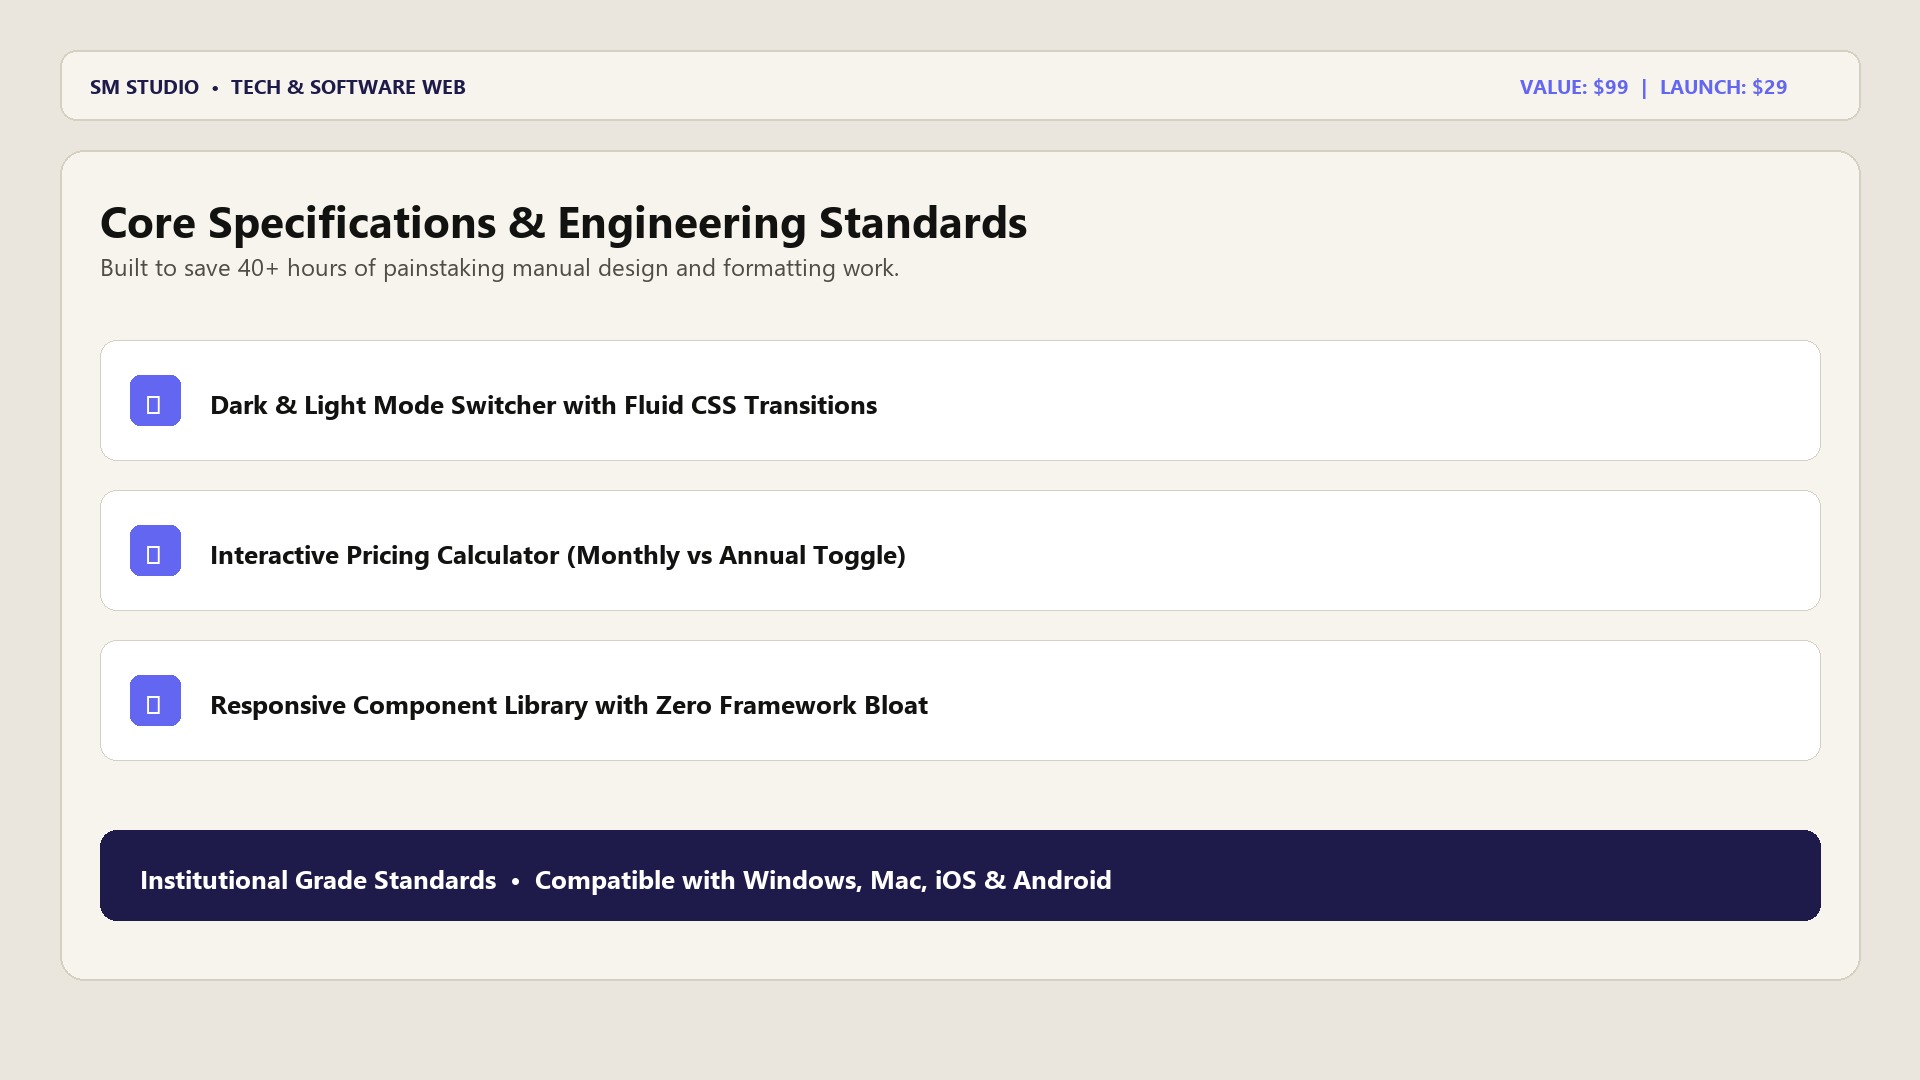 SM STUDIO • TECH & SOFTWARE WEB
VALUE: $99 | LAUNCH: $29
Core Specifications & Engineering Standards
Built to save 40+ hours of painstaking manual design and formatting work.
Dark & Light Mode Switcher with Fluid CSS Transitions
Interactive Pricing Calculator (Monthly vs Annual Toggle)
Responsive Component Library with Zero Framework Bloat
Institutional Grade Standards • Compatible with Windows, Mac, iOS & Android